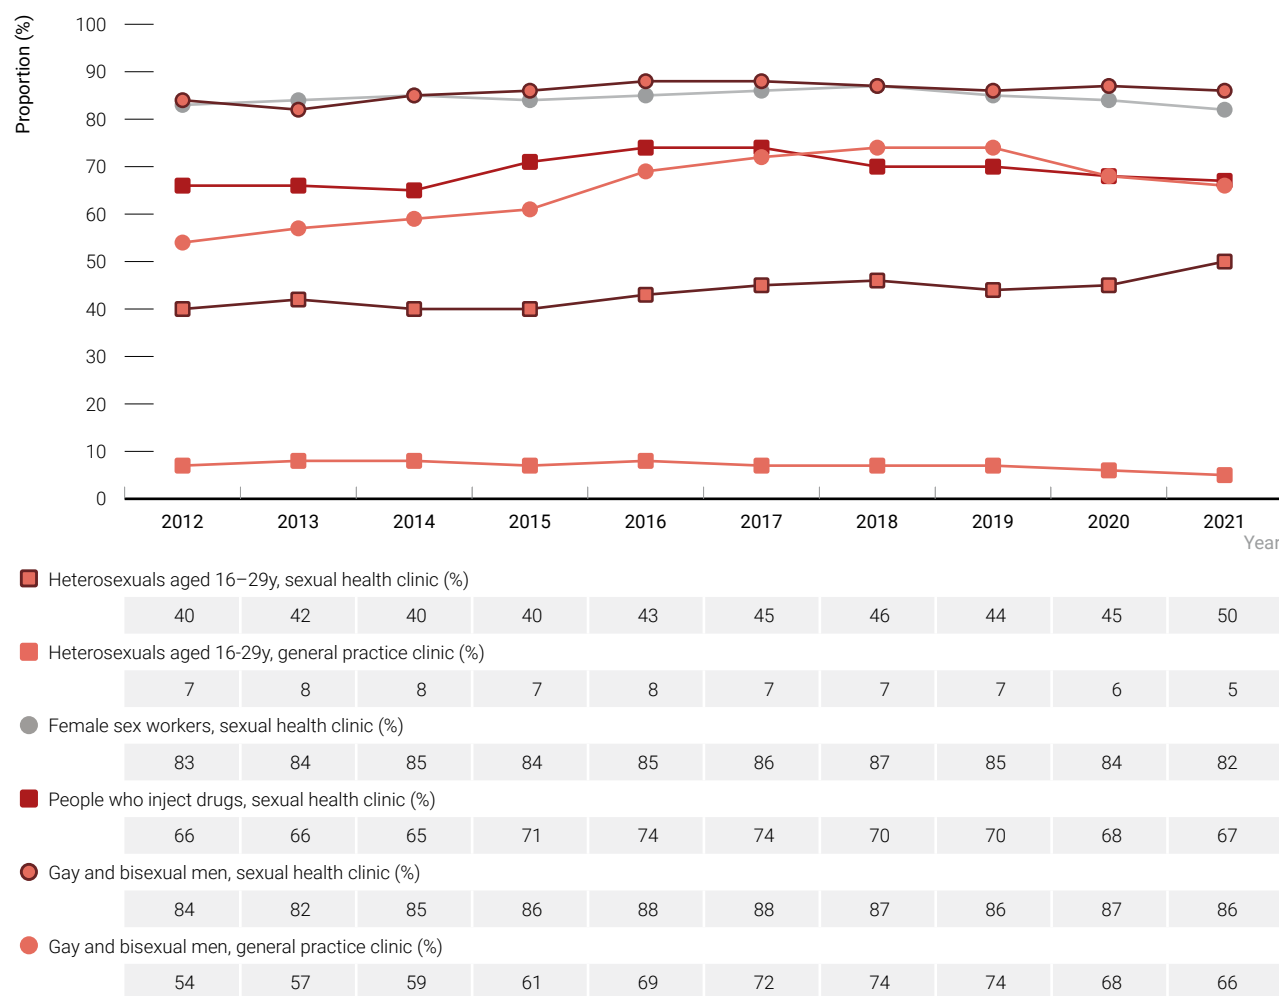 Proportion (%)
100
90
80
70
60
50
40
30
20
10
0
2012 2013 2014 2015 2016 2017 2018 2019 2020 2021
Year
Heterosexuals aged 16–29y, sexual health clinic (%)
40 42 40 40 43 45 46 44 45 50
Heterosexuals aged 16-29y, general practice clinic (%)
7 8 8 7 8 7 7 7 6 5
Female sex workers, sexual health clinic (%)
83 84 85 84 85 86 87 85 84 82
People who inject drugs, sexual health clinic (%)
66 66 65 71 74 74 70 70 68 67
Gay and bisexual men, sexual health clinic (%)
84 82 85 86 88 88 87 86 87 86
Gay and bisexual men, general practice clinic (%)
54 57 59 61 69 72 74 74 68 66